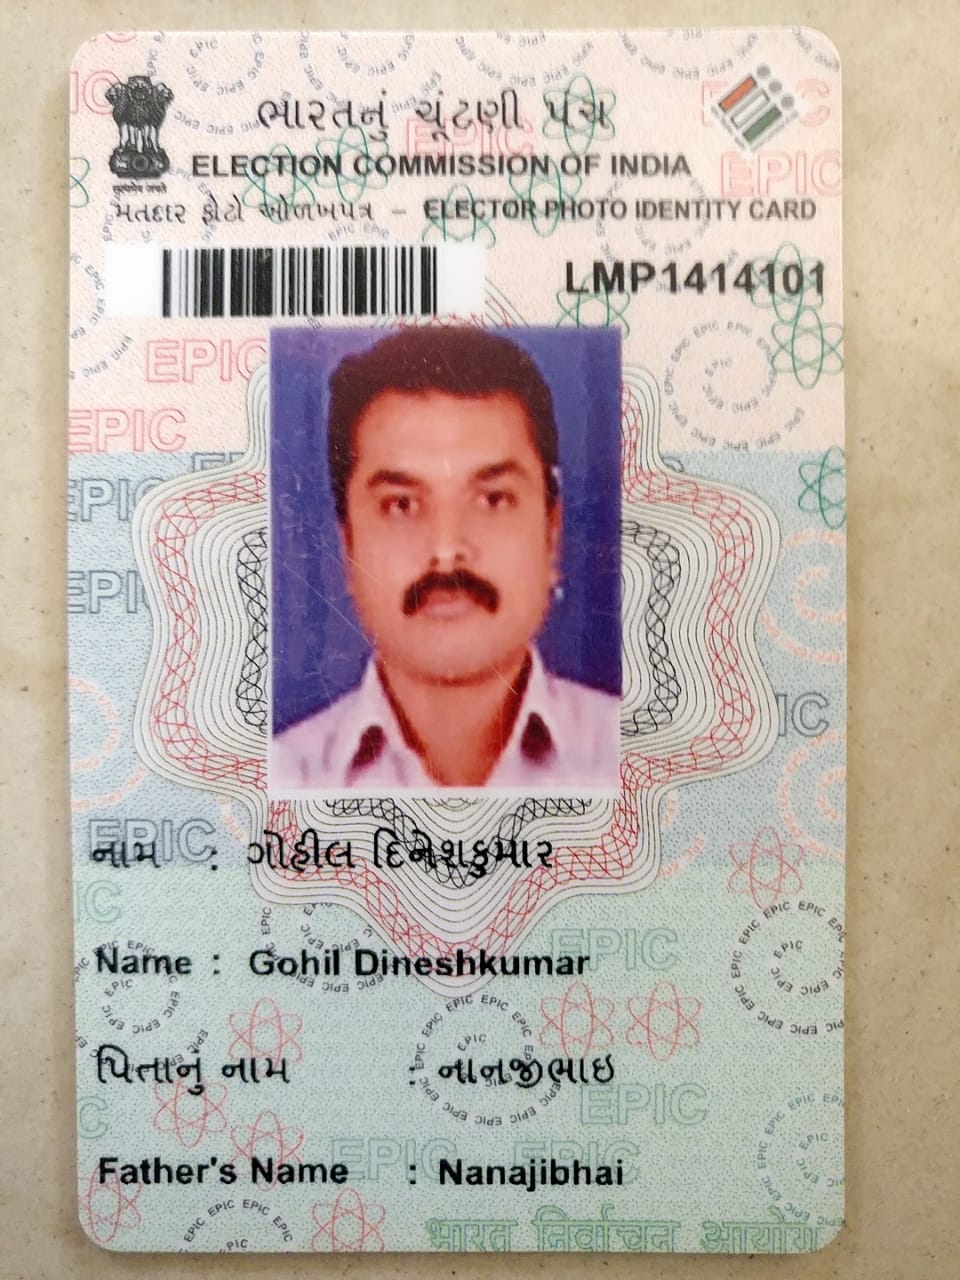 ભારતનું ચૂંટણી પંચ
ELECTION COMMISSION OF INDIA
सत्यमेव जयते
મતદાર ફોટો ઓળખપત્ર – ELECTOR PHOTO IDENTITY CARD
LMP1414101
નામ : ગોહીલ દિનેશકુમાર
Name : Gohil Dineshkumar
પિતાનું નામ : નાનજીભાઇ
Father's Name : Nanajibhai
भारत निर्वाचन आयोग